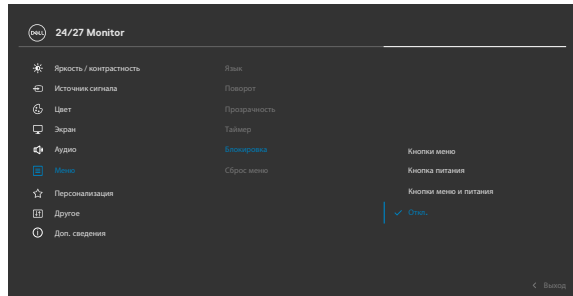 DELL 24/27 Monitor
Яркость / контрастность Язык
Источник сигнала Поворот
Цвет Прозрачность
Экран Таймер
Аудио Блокировка Кнопки меню
Меню Сброс меню Кнопка питания
Персонализация Кнопки меню и питания
Другое Откл.
Доп. сведения
Выход